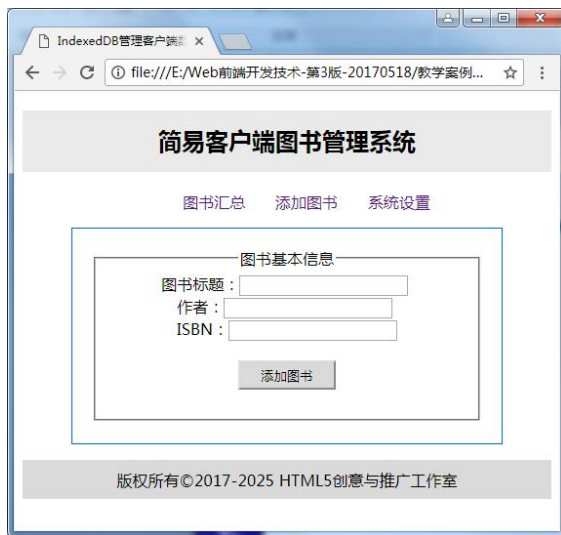 IndexedDB管理客户端
file:///E:/Web前端开发技术-第3版-20170518/教学案例...
简易客户端图书管理系统
图书汇总 添加图书 系统设置
图书基本信息
图书标题：
作者：
ISBN：
添加图书
版权所有©2017-2025 HTML5创意与推广工作室